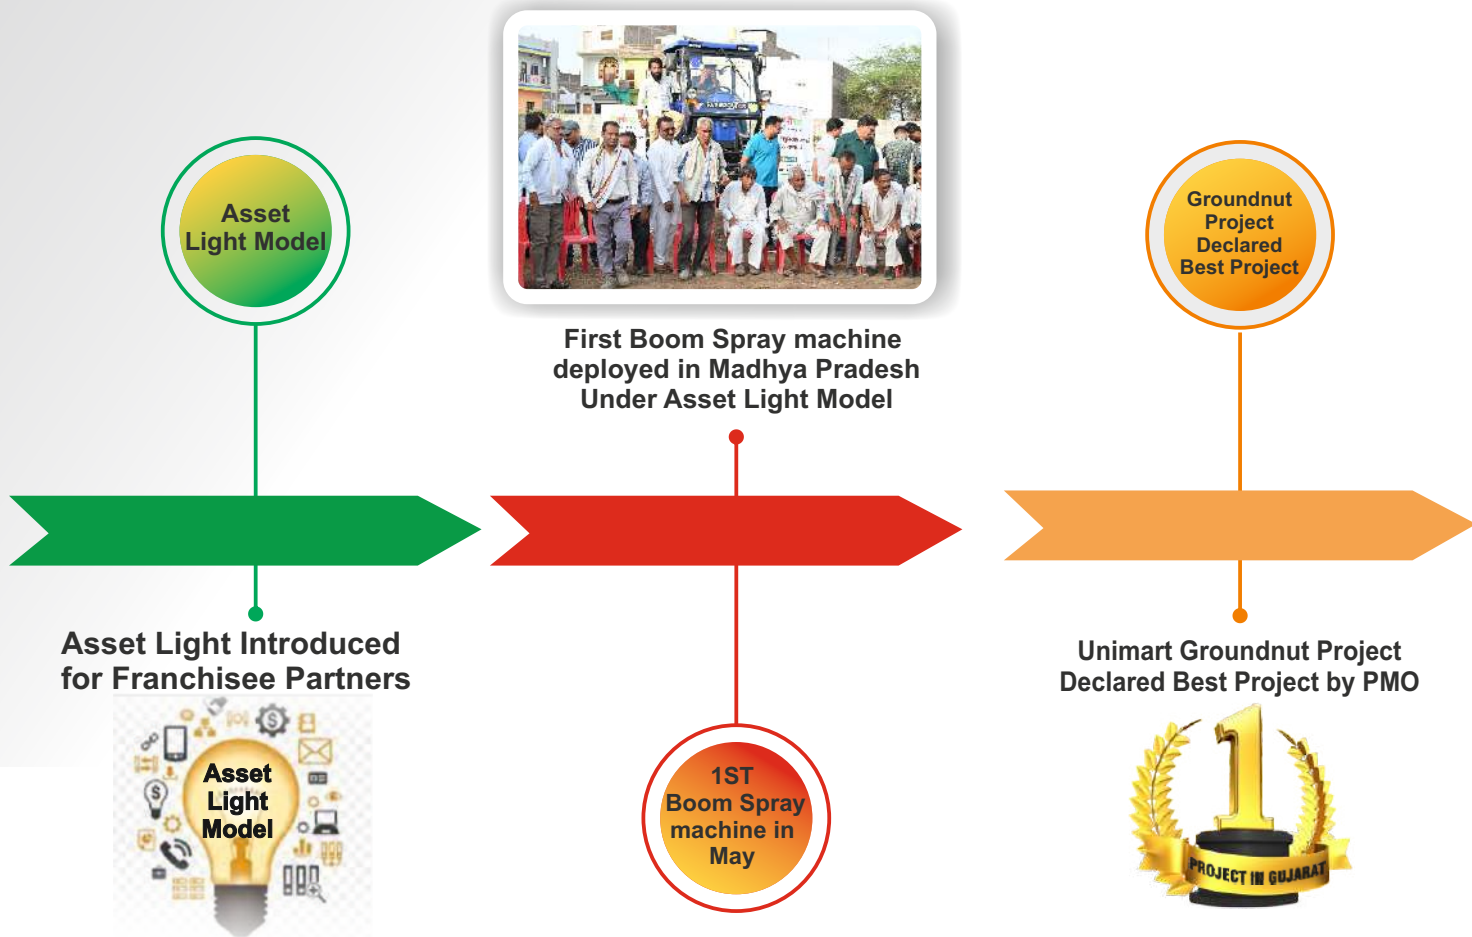 Asset
Light Model
Asset Light Introduced
for Franchisee Partners
Asset
Light
Model
First Boom Spray machine
deployed in Madhya Pradesh
Under Asset Light Model
1ST
Boom Spray
machine in
May
Groundnut
Project
Declared
Best Project
Unimart Groundnut Project
Declared Best Project by PMO
1
PROJECT IN GUJARAT